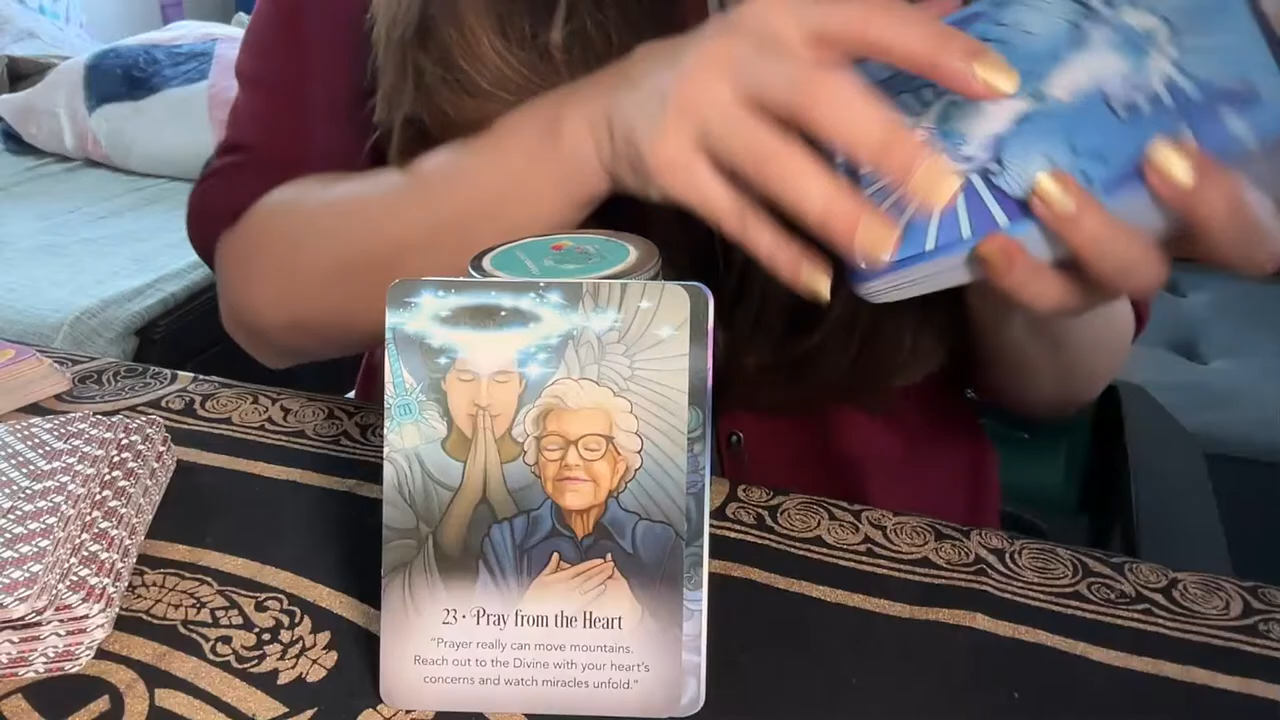 23 • Pray from the Heart
"Prayer really can move mountains.
Reach out to the Divine with your heart's
concerns and watch miracles unfold."